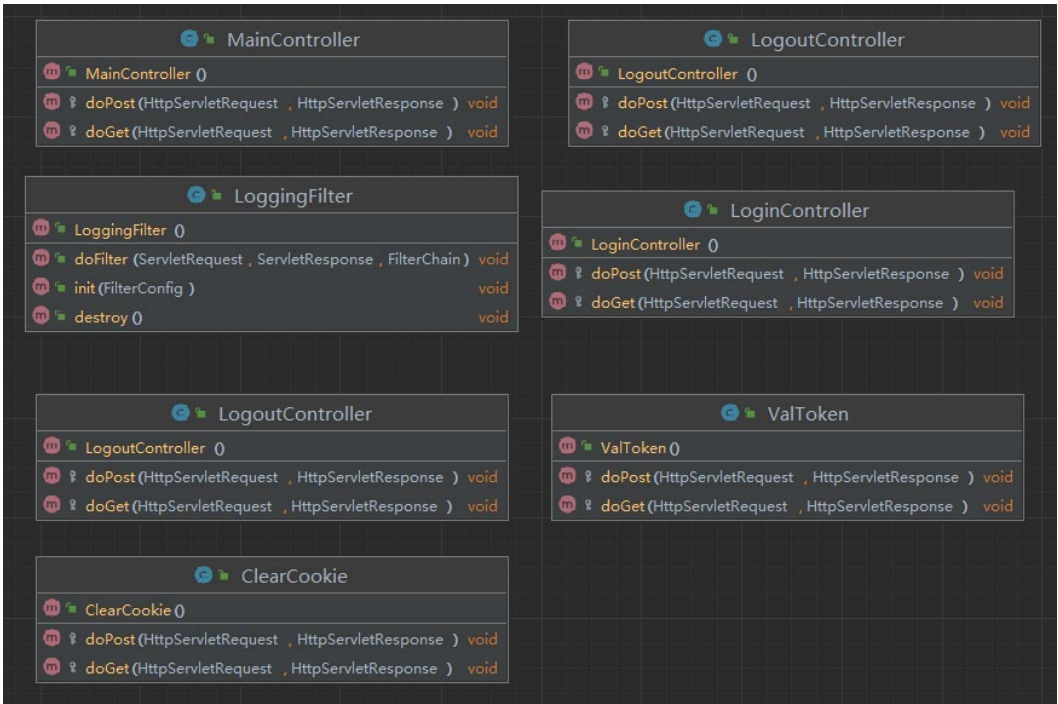 MainController
MainController ()
doPost(HttpServletRequest , HttpServletResponse ) void
doGet(HttpServletRequest , HttpServletResponse ) void
LogoutController
LogoutController ()
doPost(HttpServletRequest , HttpServletResponse ) void
doGet(HttpServletRequest , HttpServletResponse ) void
LoggingFilter
LoggingFilter ()
doFilter (ServletRequest , ServletResponse , FilterChain ) void
init(FilterConfig ) void
destroy() void
LoginController
LoginController ()
doPost(HttpServletRequest , HttpServletResponse ) void
doGet(HttpServletRequest , HttpServletResponse ) void
LogoutController
LogoutController ()
doPost(HttpServletRequest , HttpServletResponse ) void
doGet(HttpServletRequest , HttpServletResponse ) void
ValToken
ValToken()
doPost(HttpServletRequest , HttpServletResponse ) void
doGet(HttpServletRequest , HttpServletResponse ) void
ClearCookie
ClearCookie()
doPost(HttpServletRequest , HttpServletResponse ) void
doGet(HttpServletRequest , HttpServletResponse ) void